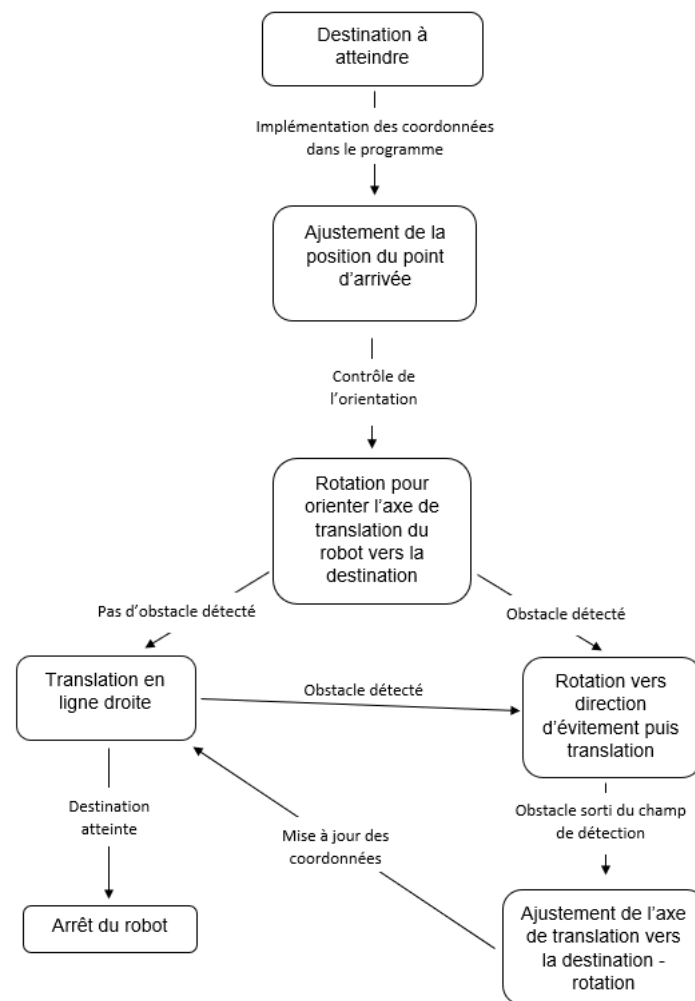 Destination à
atteindre
Implémentation des coordonnées
dans le programme
Ajustement de la
position du point
d'arrivée
Contrôle de
l'orientation
Rotation pour
orienter l'axe de
translation du
robot vers la
destination
Pas d'obstacle détecté
Obstacle détecté
Translation en
ligne droite
Obstacle détecté
Rotation vers
direction
d'évitement puis
translation
Destination
atteinte
Mise à jour des
coordonnées
Obstacle sorti du champ
de détection
Arrêt du robot
Ajustement de l'axe
de translation vers
la destination -
rotation